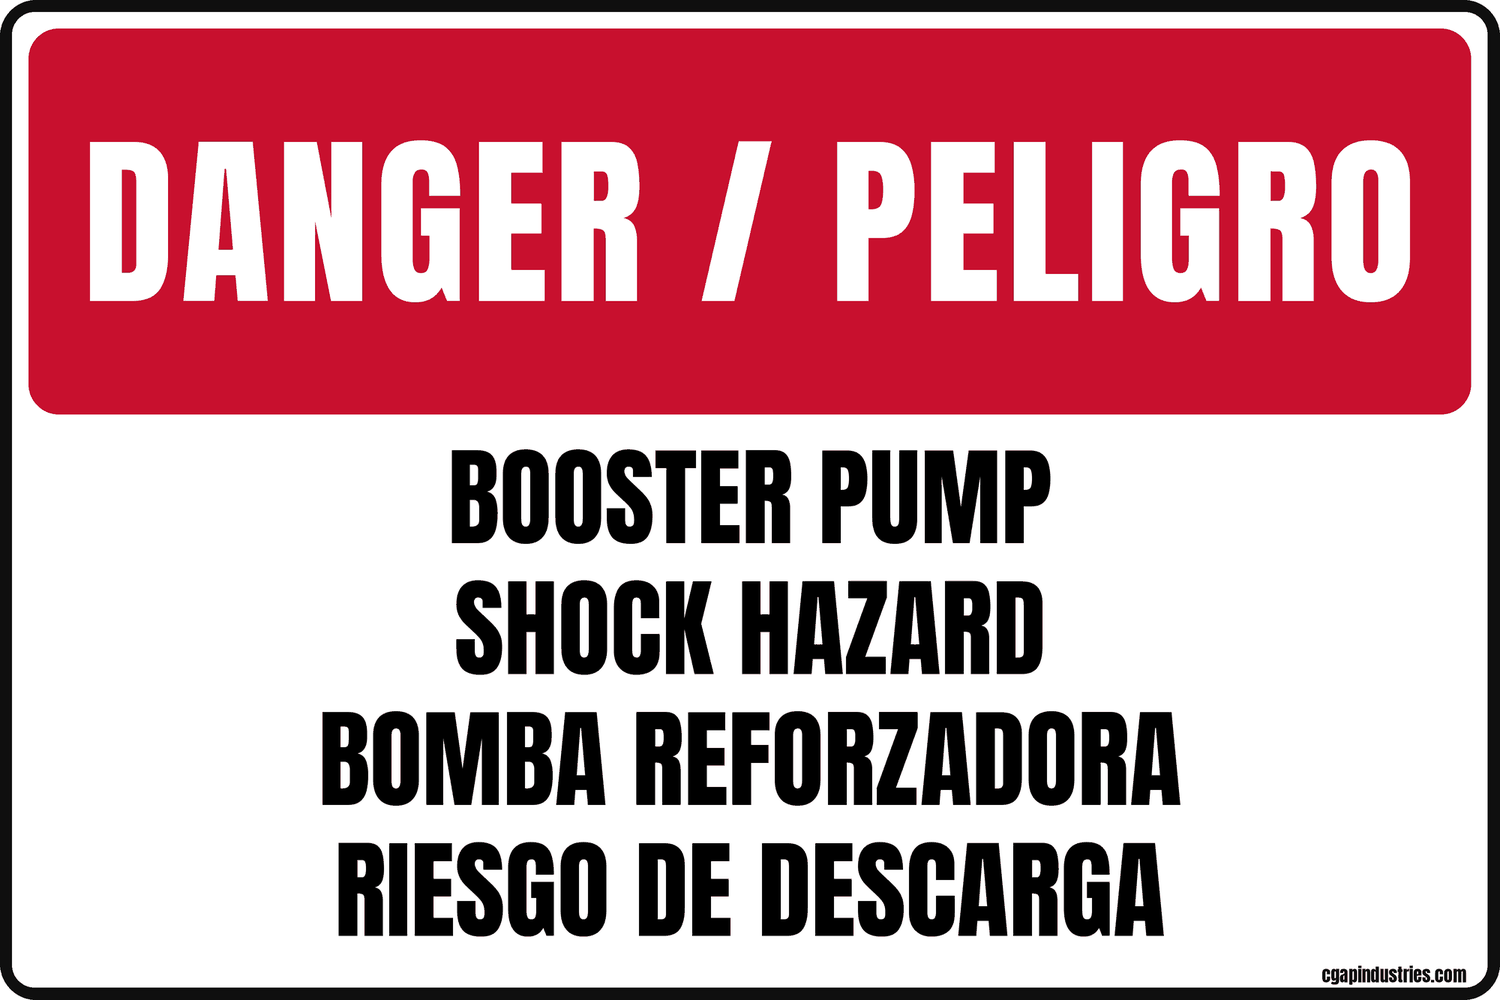 DANGER / PELIGRO
BOOSTER PUMP
SHOCK HAZARD
BOMBA REFORZADORA
RIESGO DE DESCARGA
cgapindustries.com